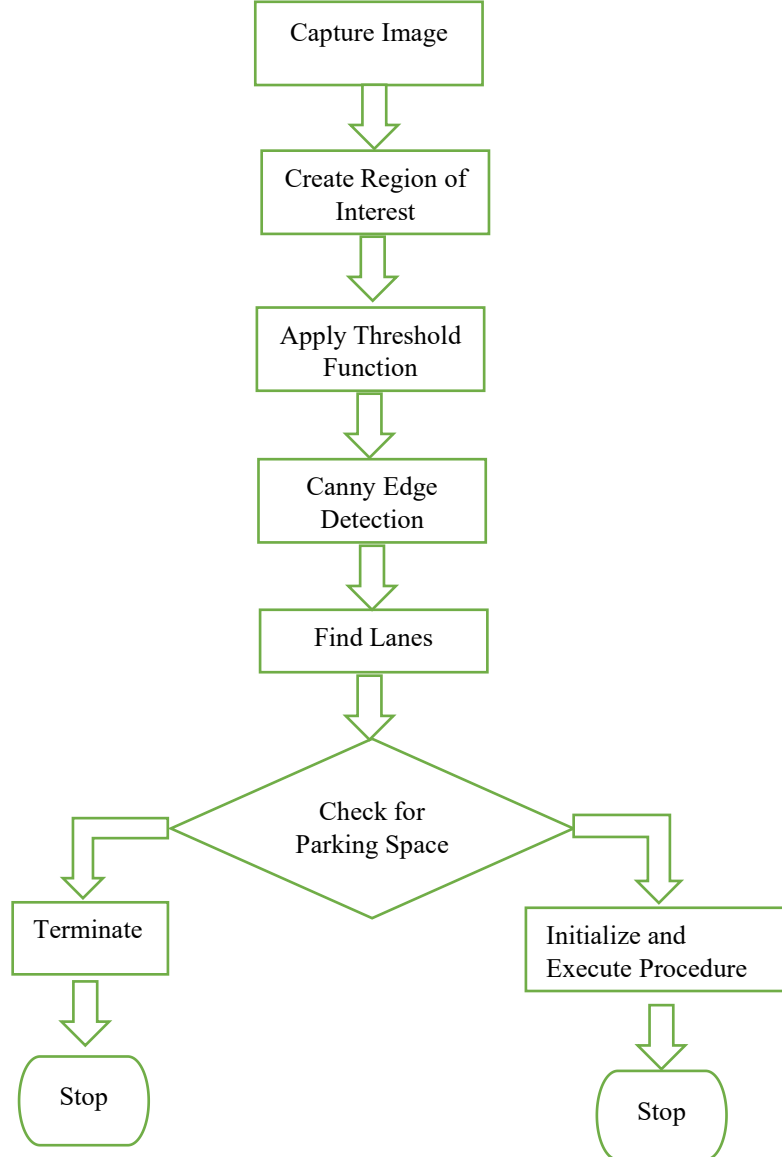 Capture Image
Create Region of
Interest
Apply Threshold
Function
Canny Edge
Detection
Find Lanes
Check for
Parking Space
Terminate
Initialize and
Execute Procedure
Stop
Stop